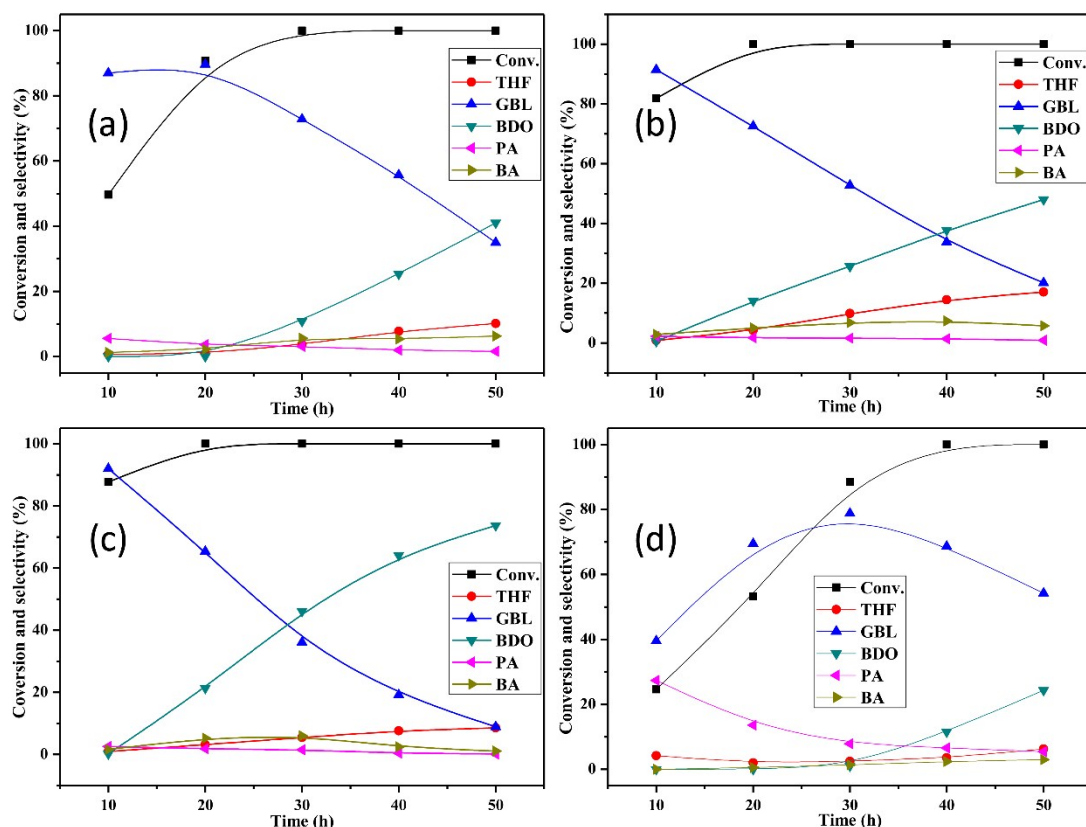 (a)
Conversion and selectivity (%)
100
80
60
40
20
0
10 20 30 40 50
Time (h)
Conv.
THF
GBL
BDO
PA
BA
(b)
Conversion and selectivity (%)
100
80
60
40
20
0
10 20 30 40 50
Time (h)
Conv.
THF
GBL
BDO
PA
BA
(c)
Coversion and selectivity (%)
100
80
60
40
20
0
10 20 30 40 50
Time (h)
Conv.
THF
GBL
BDO
PA
BA
(d)
Conversion and selectivity (%)
100
80
60
40
20
0
10 20 30 40 50
Time (h)
Conv.
THF
GBL
BDO
PA
BA